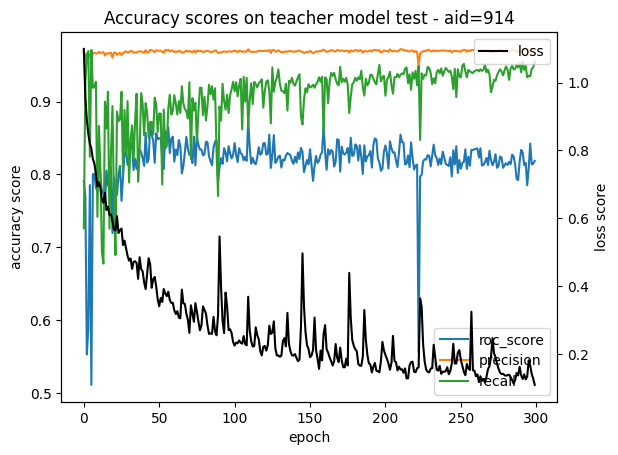 Accuracy scores on teacher model test - aid=914
loss
0.9
0.8
0.7
0.6
0.5
accuracy score
1.0
0.8
0.6
0.4
0.2
loss score
roc_score
precision
recall
0
50
100
150
200
250
300
epoch